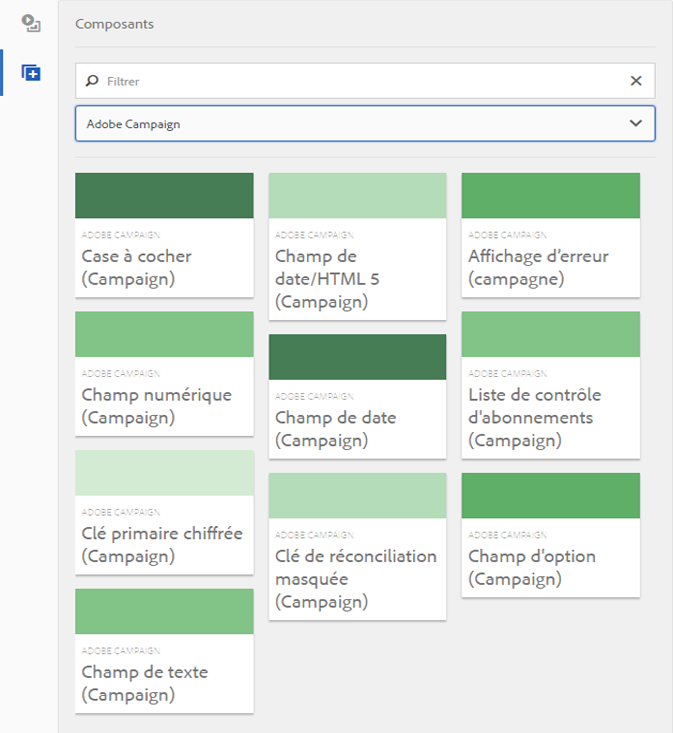 Composants
Filtrer
Adobe Campaign
ADOBE CAMPAIGN
Case à cocher
(Campaign)
ADOBE CAMPAIGN
Champ de
date/HTML 5
(Campaign)
ADOBE CAMPAIGN
Affichage d'erreur
(campagne)
ADOBE CAMPAIGN
Champ numérique
(Campaign)
ADOBE CAMPAIGN
Champ de date
(Campaign)
ADOBE CAMPAIGN
Liste de contrôle
d'abonnements
(Campaign)
ADOBE CAMPAIGN
Clé primaire chiffrée
(Campaign)
ADOBE CAMPAIGN
Clé de réconciliation
masquée
(Campaign)
ADOBE CAMPAIGN
Champ d'option
(Campaign)
ADOBE CAMPAIGN
Champ de texte
(Campaign)